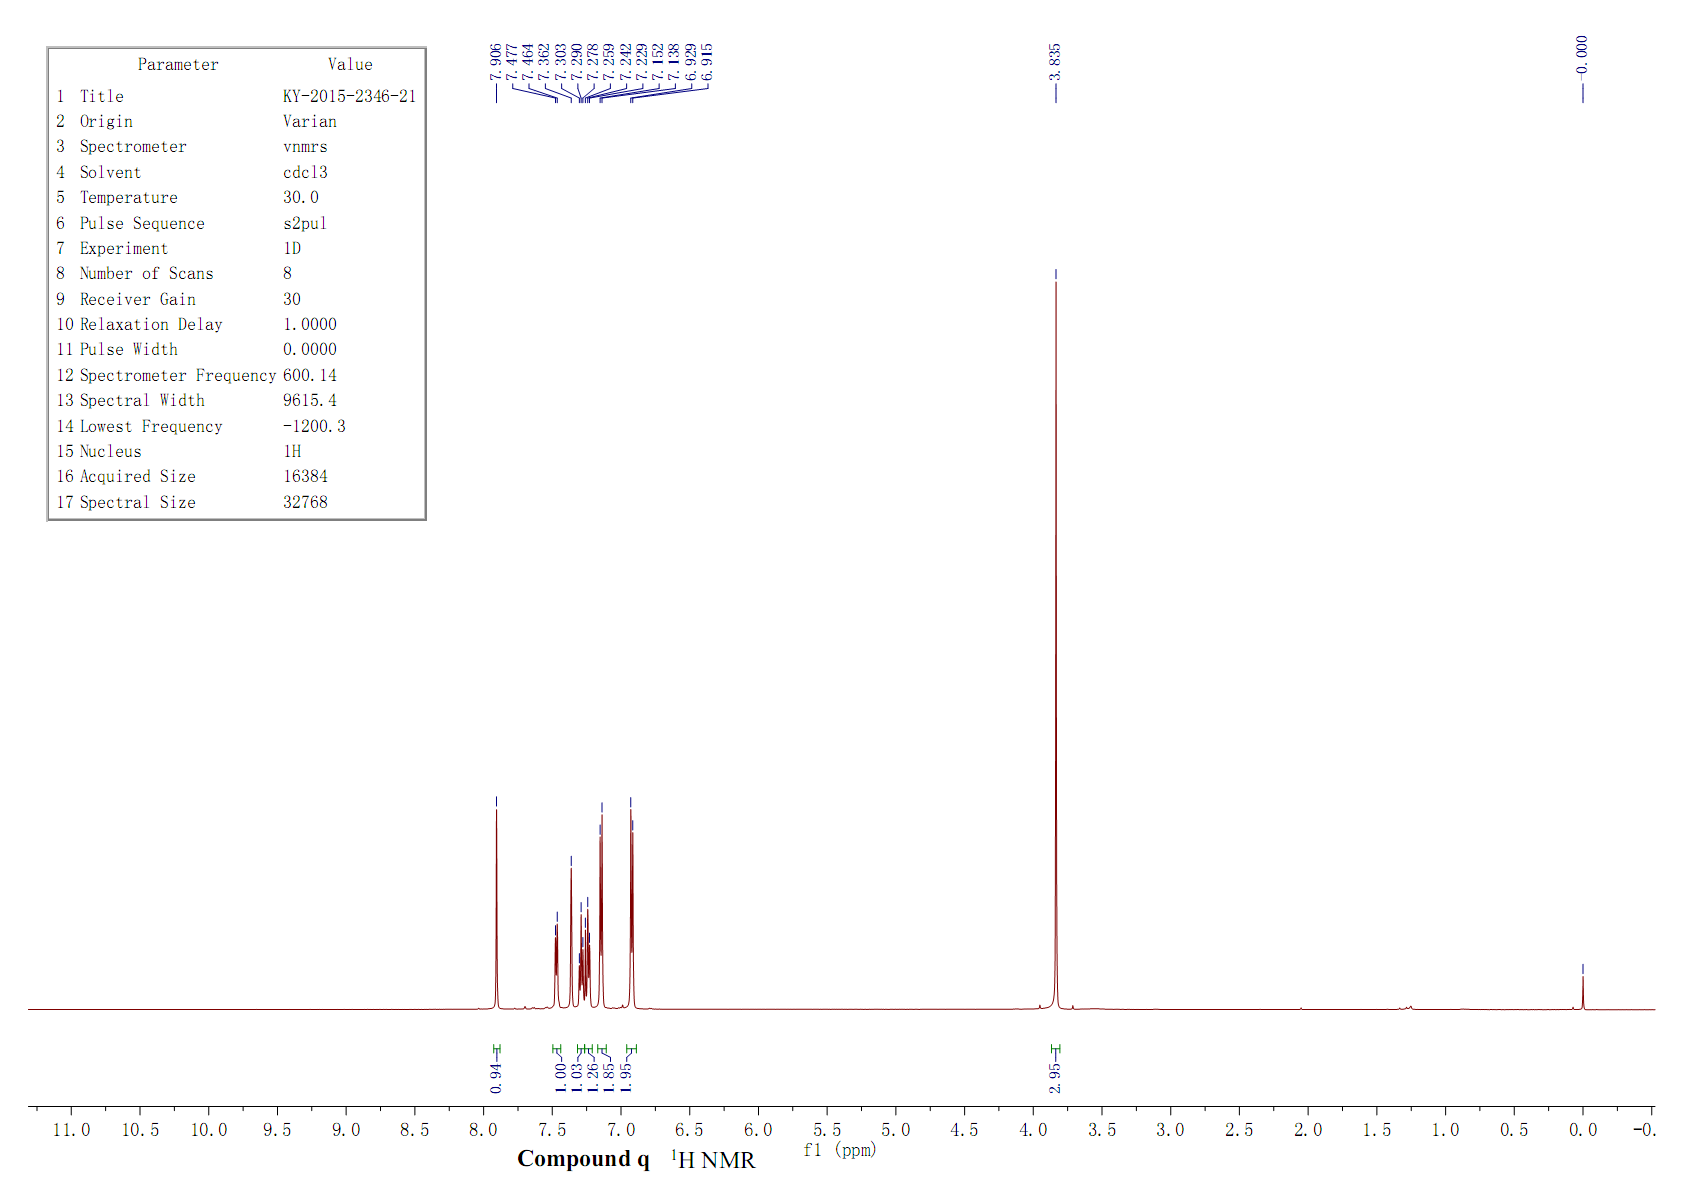 Parameter Value
1 Title KY-2015-2346-21
2 Origin Varian
3 Spectrometer vnmrs
4 Solvent cdcl3
5 Temperature 30.0
6 Pulse Sequence s2pul
7 Experiment 1D
8 Number of Scans 8
9 Receiver Gain 30
10 Relaxation Delay 1.0000
11 Pulse Width 0.0000
12 Spectrometer Frequency 600.14
13 Spectral Width 9615.4
14 Lowest Frequency -1200.3
15 Nucleus 1H
16 Acquired Size 16384
17 Spectral Size 32768
7.906
7.477
7.464
7.362
7.303
7.290
7.278
7.259
7.242
7.229
7.152
7.138
6.929
6.915
3.835
-0.000
0.94
1.00
1.03
1.26
1.85
1.95
2.95
11.0 10.5 10.0 9.5 9.0 8.5 8.0 7.5 7.0 6.5 6.0 5.5 5.0 4.5 4.0 3.5 3.0 2.5 2.0 1.5 1.0 0.5 0.0 -0.
f1 (ppm)
Compound q ¹H NMR